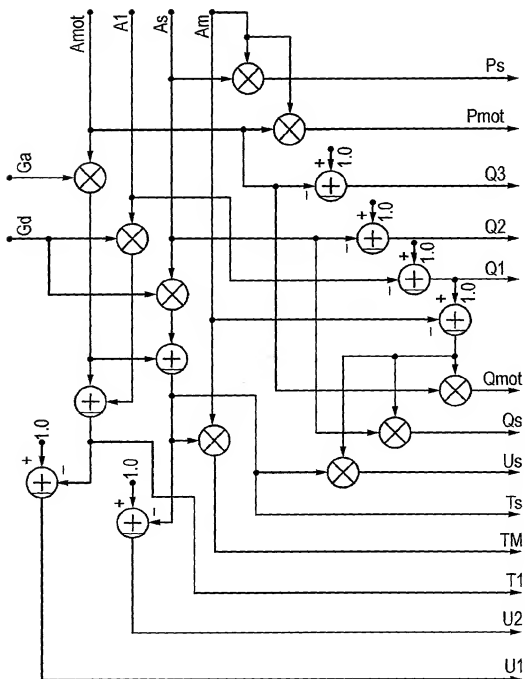 Amot
A1
As
Am
Ps
Pmot
+
1.0
Ga
−
Q3
+
1.0
Gd
−
Q2
+
1.0
−
Q1
+
1.0
−
Qmot
Qs
1.0
+
−
Us
1.0
+
−
Ts
TM
T1
U2
U1